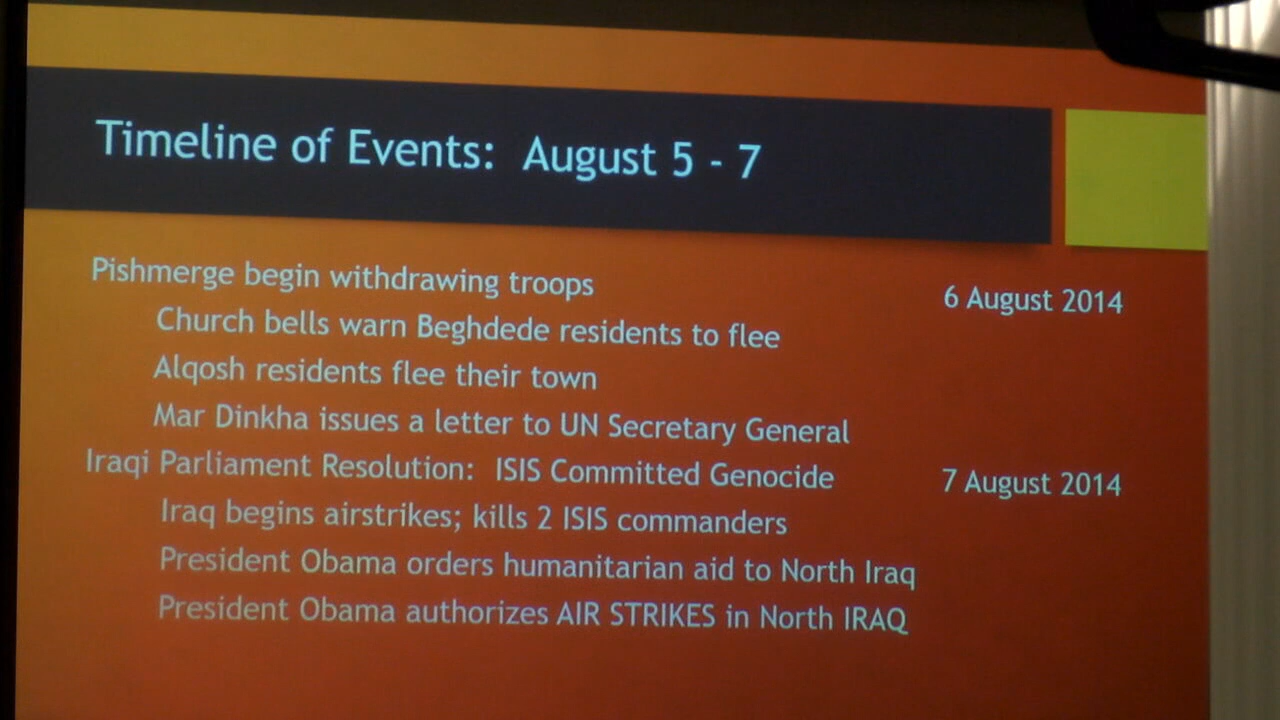 Timeline of Events: August 5 - 7
Pishmerge begin withdrawing troops 6 August 2014
Church bells warn Beghdede residents to flee
Alqosh residents flee their town
Mar Dinkha issues a letter to UN Secretary General
Iraqi Parliament Resolution: ISIS Committed Genocide 7 August 2014
Iraq begins airstrikes; kills 2 ISIS commanders
President Obama orders humanitarian aid to North Iraq
President Obama authorizes AIR STRIKES in North IRAQ